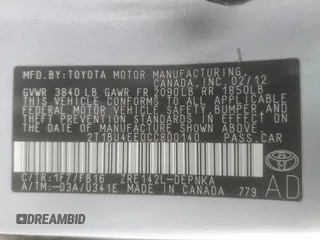 MFD.BY:TOYOTA MOTOR MANUFACTURING
CANADA INC.02/12
GVWR 3840 LB GAWR FR 2090LB RR 1850LB
THIS VEHICLE CONFORMS TO ALL APPLICABLE
FEDERAL MOTOR VEHICLE SAFETY, BUMPER, AND
THEFT PREVENTION STANDARDS IN EFFECT ON
THE DATE OF MANUFACTURE SHOWN ABOVE.
2T1BU4EE0CC800140 PASS.CAR
C/TR:1F7/FB16 ZRE142L-DEPNKA
A/TM:-03A/U341E MADE IN CANADA 779
TOYOTA
AD